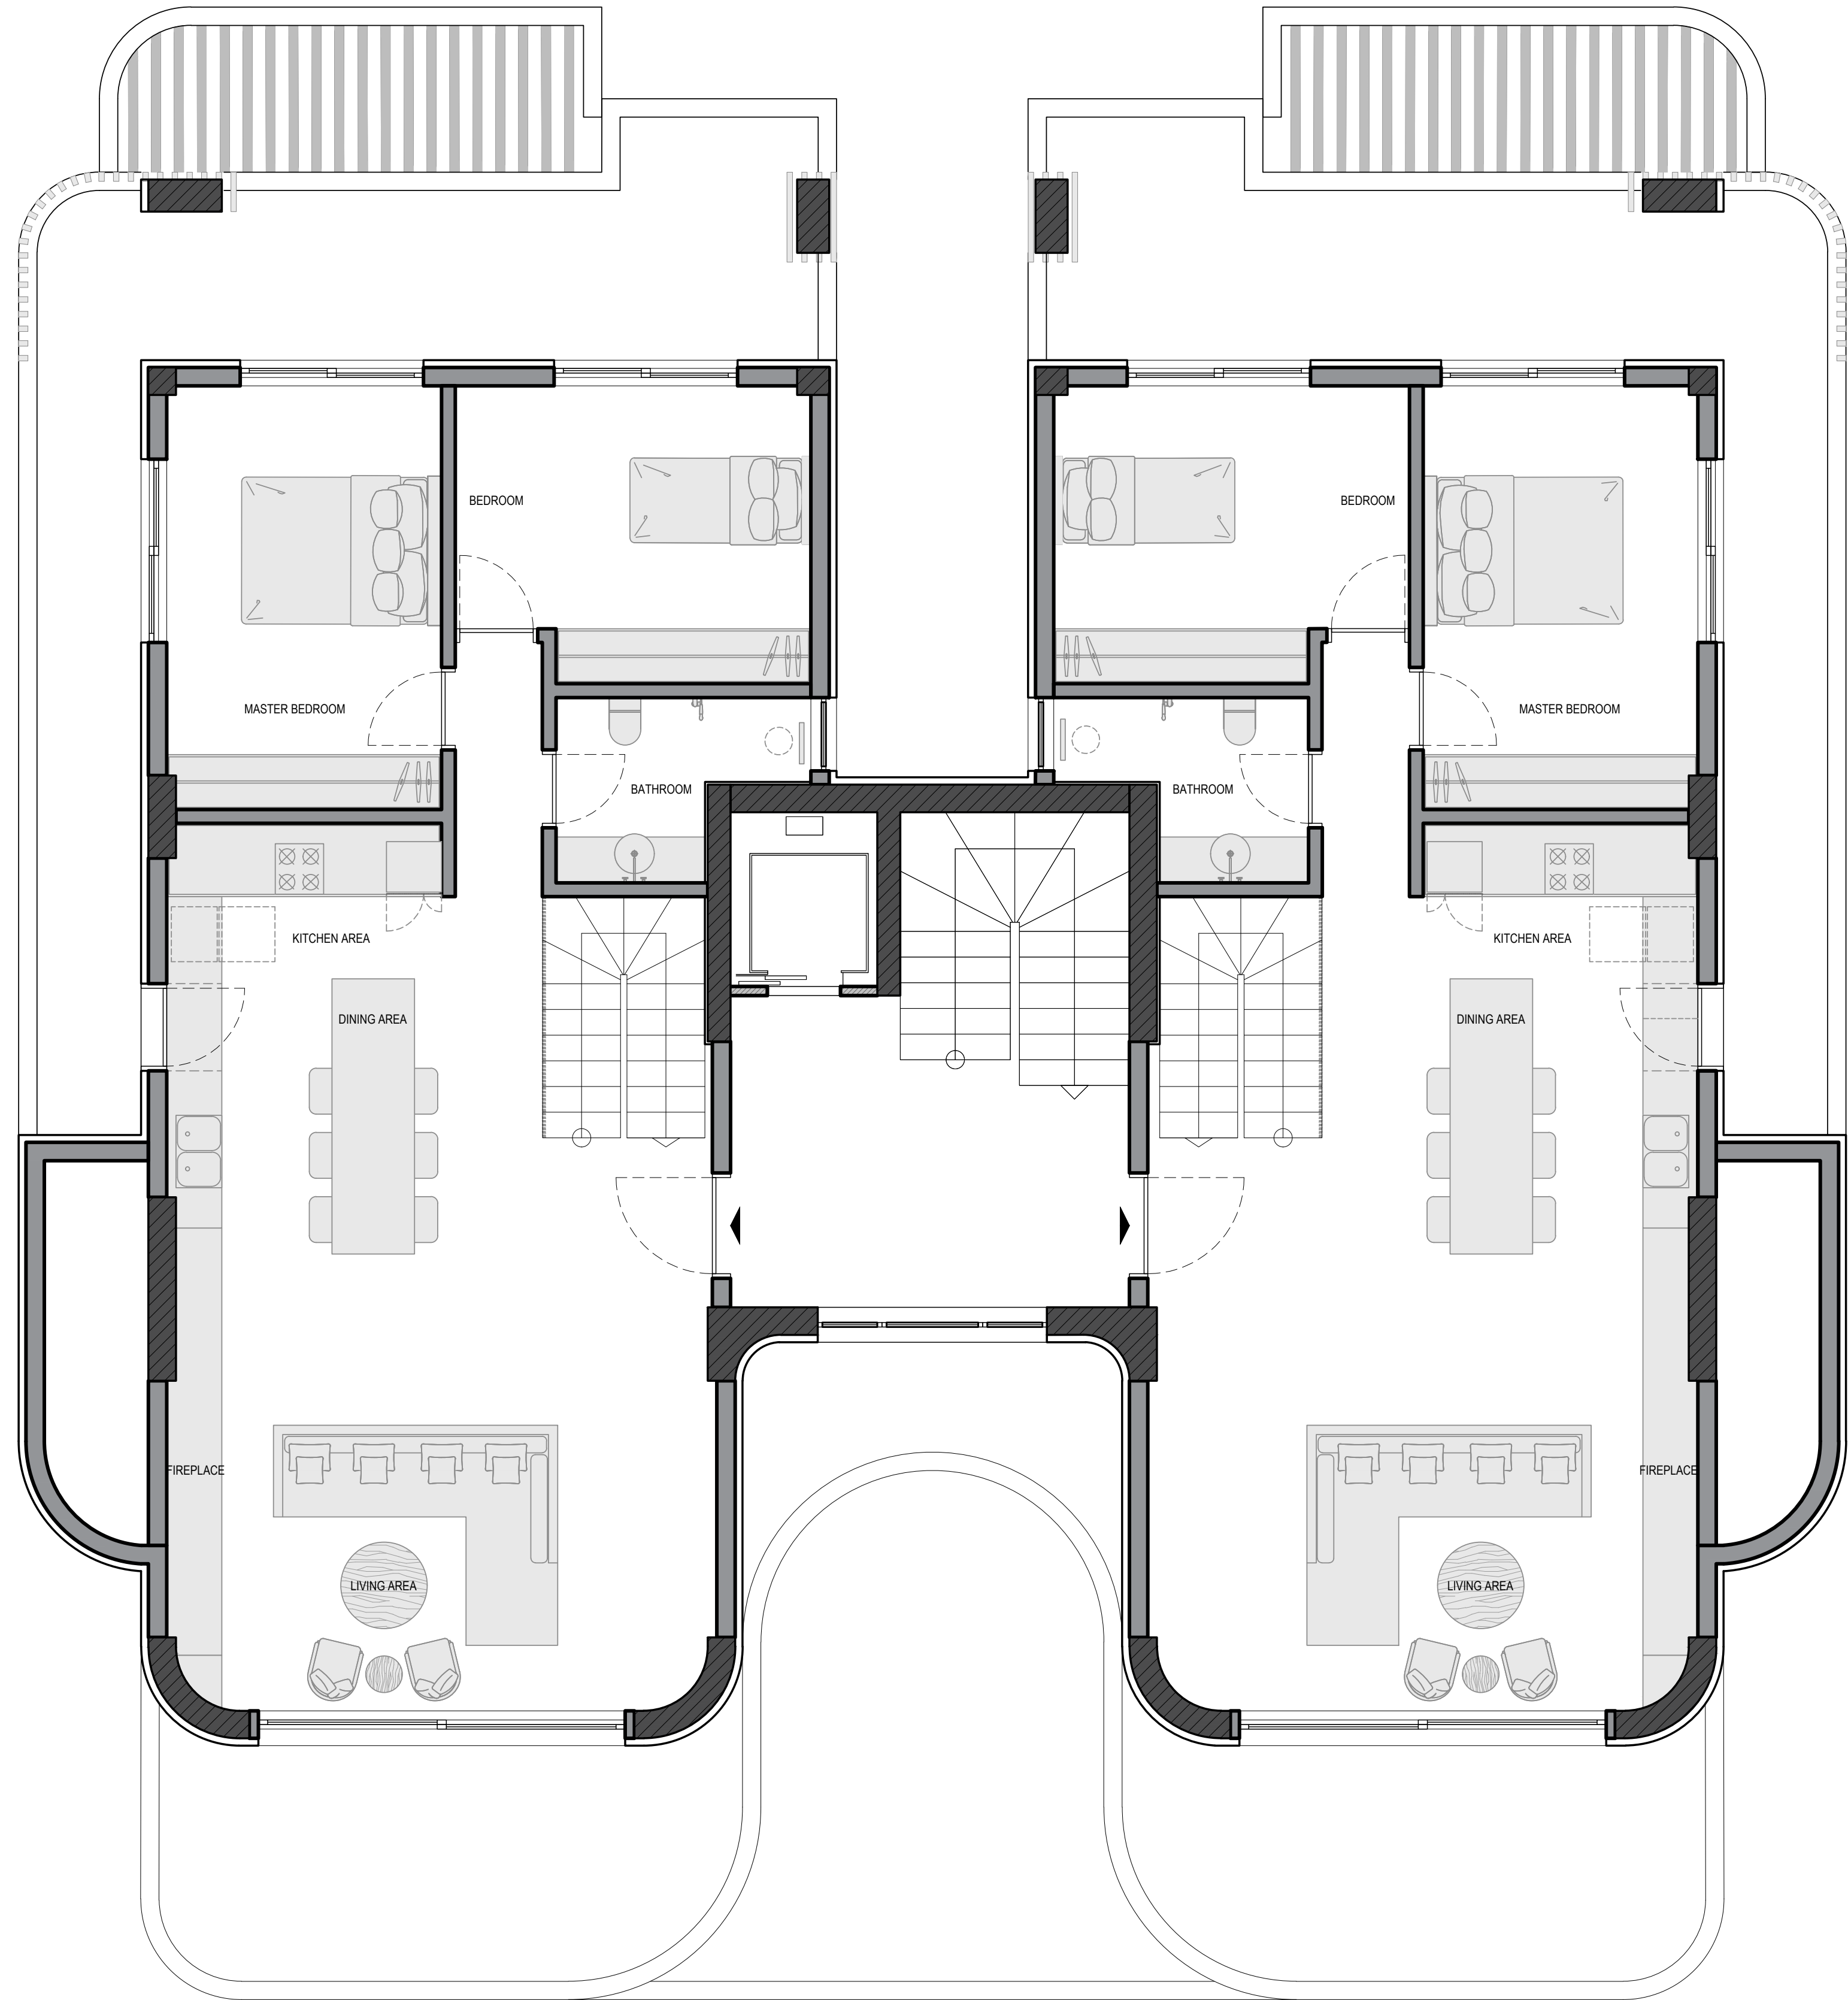 BEDROOM
BEDROOM
MASTER BEDROOM
MASTER BEDROOM
BATHROOM
BATHROOM
KITCHEN AREA
KITCHEN AREA
DINING AREA
DINING AREA
FIREPLACE
FIREPLACE
LIVING AREA
LIVING AREA